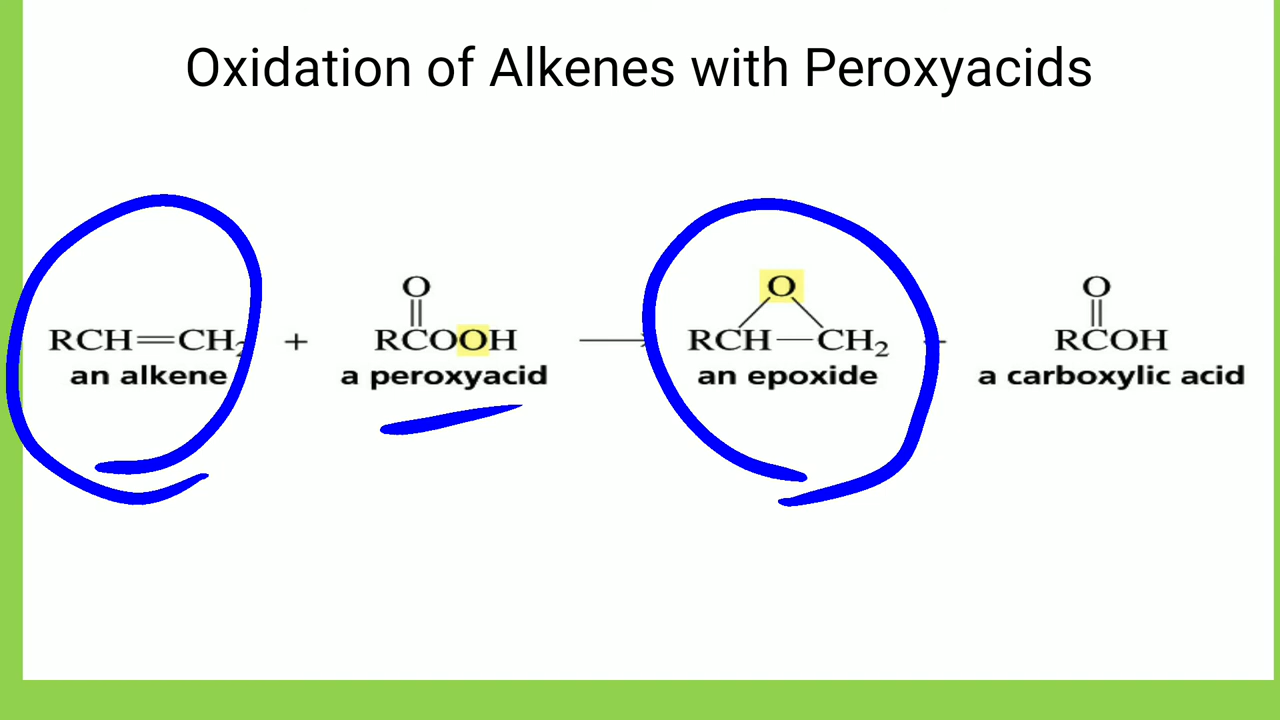 Oxidation of Alkenes with Peroxyacids
O O O
RCH=CH₂ + RCOOH → RCH—CH₂ + RCOH
an alkene a peroxyacid an epoxide a carboxylic acid